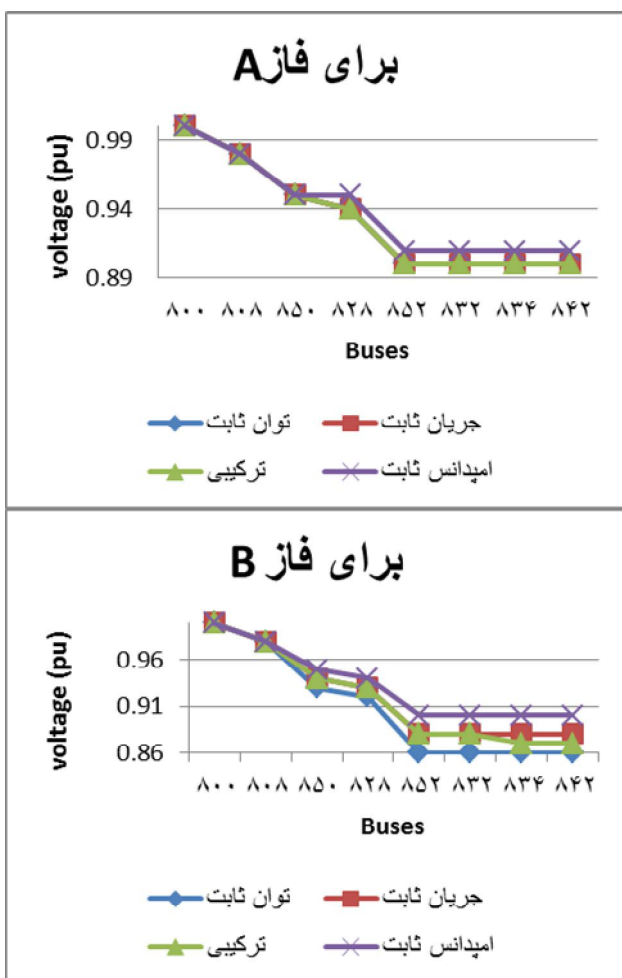 برای فاز A
voltage (pu)
0.99
0.94
0.89
۸۰۰ ۸۰۸ ۸۵۰ ۸۲۸ ۸۵۲ ۸۳۲ ۸۳۴ ۸۴۲
Buses
توان ثابت جریان ثابت
ترکیبی امپدانس ثابت
برای فاز B
voltage (pu)
0.96
0.91
0.86
۸۰۰ ۸۰۸ ۸۵۰ ۸۲۸ ۸۵۲ ۸۳۲ ۸۳۴ ۸۴۲
Buses
توان ثابت جریان ثابت
ترکیبی امپدانس ثابت